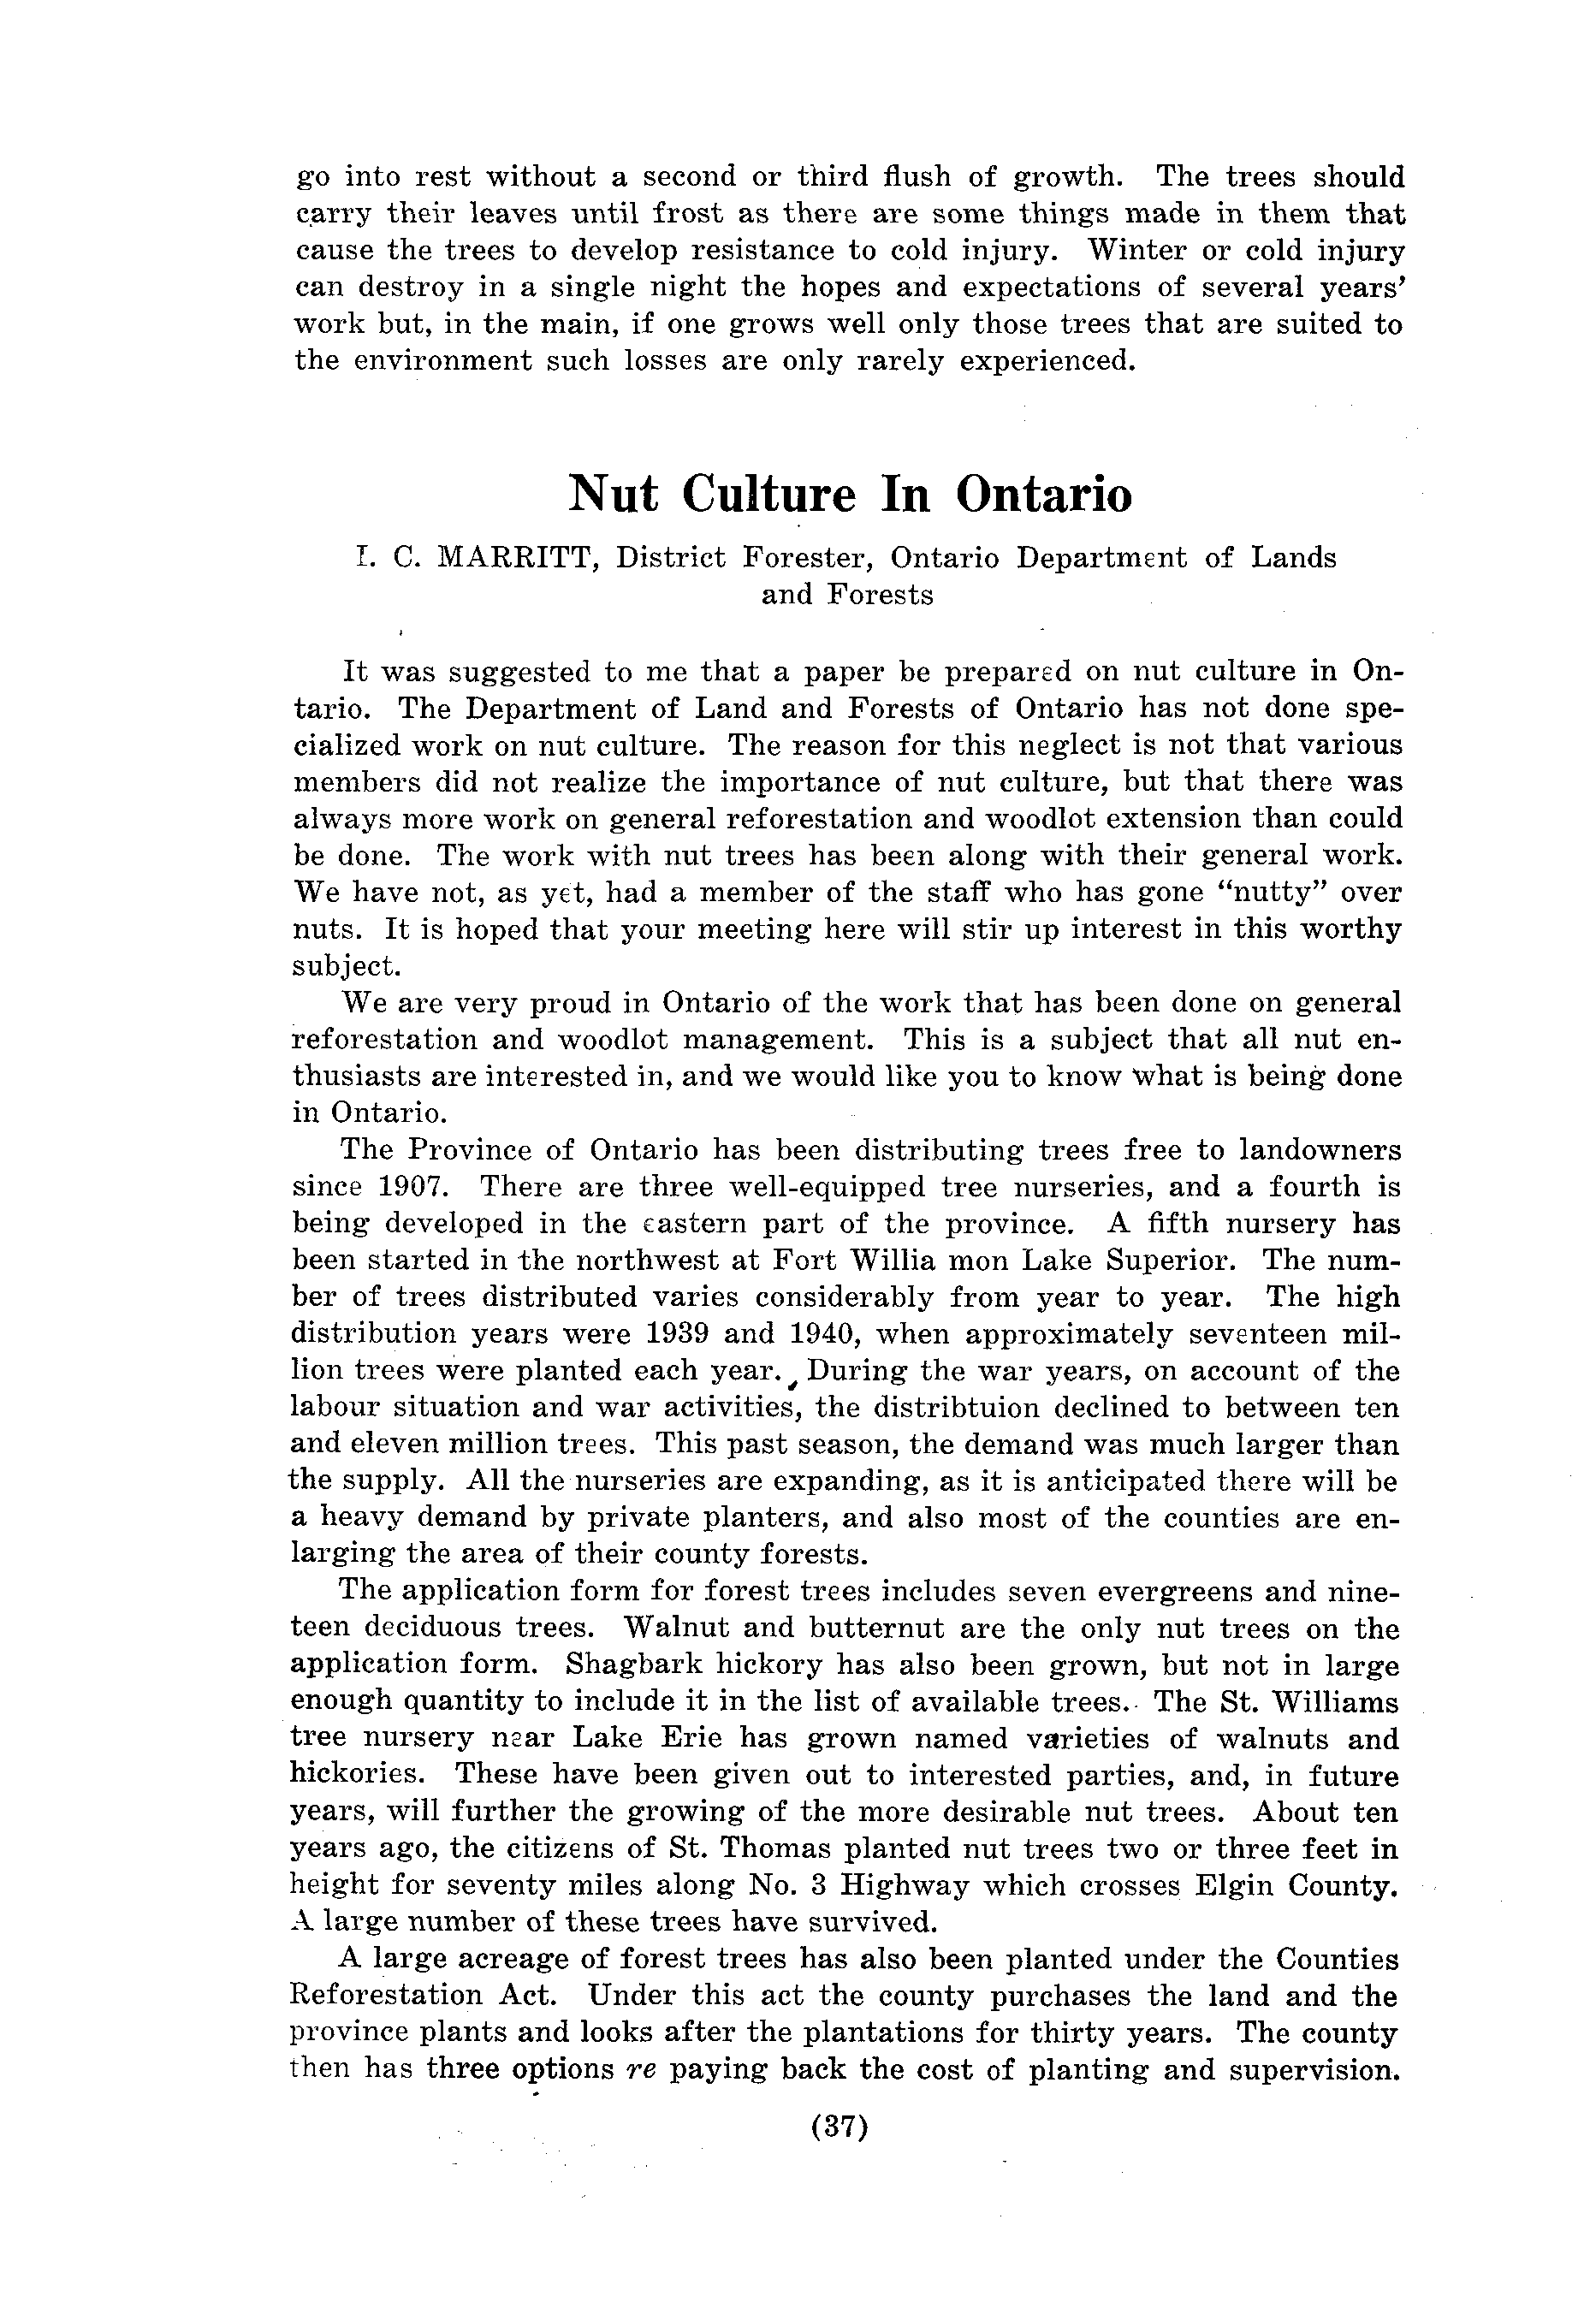 go into rest without a second or third flush of growth. The trees should
carry their leaves until frost as there are some things made in them that
cause the trees to develop resistance to cold injury. Winter or cold injury
can destroy in a single night the hopes and expectations of several years'
work but, in the main, if one grows well only those trees that are suited to
the environment such losses are only rarely experienced.
Nut Culture In Ontario
I. C. MARRITT, District Forester, Ontario Department of Lands
and Forests
It was suggested to me that a paper be prepared on nut culture in On-
tario. The Department of Land and Forests of Ontario has not done spe-
cialized work on nut culture. The reason for this neglect is not that various
members did not realize the importance of nut culture, but that there was
always more work on general reforestation and woodlot extension than could
be done. The work with nut trees has been along with their general work.
We have not, as yet, had a member of the staff who has gone "nutty" over
nuts. It is hoped that your meeting here will stir up interest in this worthy
subject.
We are very proud in Ontario of the work that has been done on general
reforestation and woodlot management. This is a subject that all nut en-
thusiasts are interested in, and we would like you to know what is being done
in Ontario.
The Province of Ontario has been distributing trees free to landowners
since 1907. There are three well-equipped tree nurseries, and a fourth is
being developed in the eastern part of the province. A fifth nursery has
been started in the northwest at Fort Willia mon Lake Superior. The num-
ber of trees distributed varies considerably from year to year. The high
distribution years were 1939 and 1940, when approximately seventeen mil-
lion trees were planted each year. During the war years, on account of the
labour situation and war activities, the distribtuion declined to between ten
and eleven million trees. This past season, the demand was much larger than
the supply. All the nurseries are expanding, as it is anticipated there will be
a heavy demand by private planters, and also most of the counties are en-
larging the area of their county forests.
The application form for forest trees includes seven evergreens and nine-
teen deciduous trees. Walnut and butternut are the only nut trees on the
application form. Shagbark hickory has also been grown, but not in large
enough quantity to include it in the list of available trees. The St. Williams
tree nursery near Lake Erie has grown named varieties of walnuts and
hickories. These have been given out to interested parties, and, in future
years, will further the growing of the more desirable nut trees. About ten
years ago, the citizens of St. Thomas planted nut trees two or three feet in
height for seventy miles along No. 3 Highway which crosses Elgin County.
A large number of these trees have survived.
A large acreage of forest trees has also been planted under the Counties
Reforestation Act. Under this act the county purchases the land and the
province plants and looks after the plantations for thirty years. The county
then has three options re paying back the cost of planting and supervision.
(37)